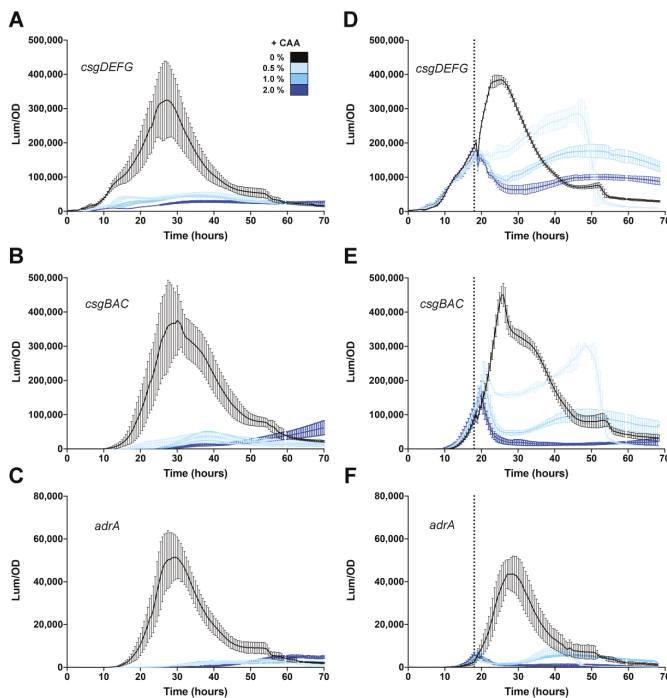 A
csgDEFG
+ CAA
0 %
0.5 %
1.0 %
2.0 %
Lum/OD
500,000
400,000
300,000
200,000
100,000
0
0 10 20 30 40 50 60 70
Time (hours)
D
csgDEFG
Lum/OD
500,000
400,000
300,000
200,000
100,000
0
0 10 20 30 40 50 60 70
Time (hours)
B
csgBAC
Lum/OD
500,000
400,000
300,000
200,000
100,000
0
0 10 20 30 40 50 60 70
Time (hours)
E
csgBAC
Lum/OD
500,000
400,000
300,000
200,000
100,000
0
0 10 20 30 40 50 60 70
Time (hours)
C
adrA
Lum/OD
80,000
60,000
40,000
20,000
0
0 10 20 30 40 50 60 70
Time (hours)
F
adrA
Lum/OD
80,000
60,000
40,000
20,000
0
0 10 20 30 40 50 60 70
Time (hours)